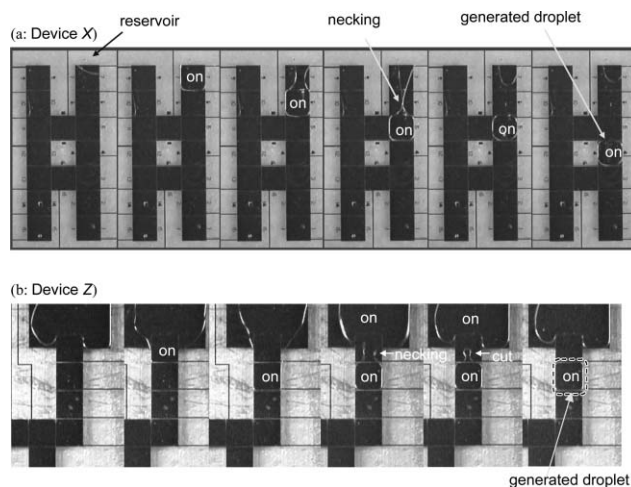 (a: Device X)
reservoir
necking
generated droplet
on
on
on
on
on
(b: Device Z)
on
on
on
on
on
on
on
necking
cut
generated droplet